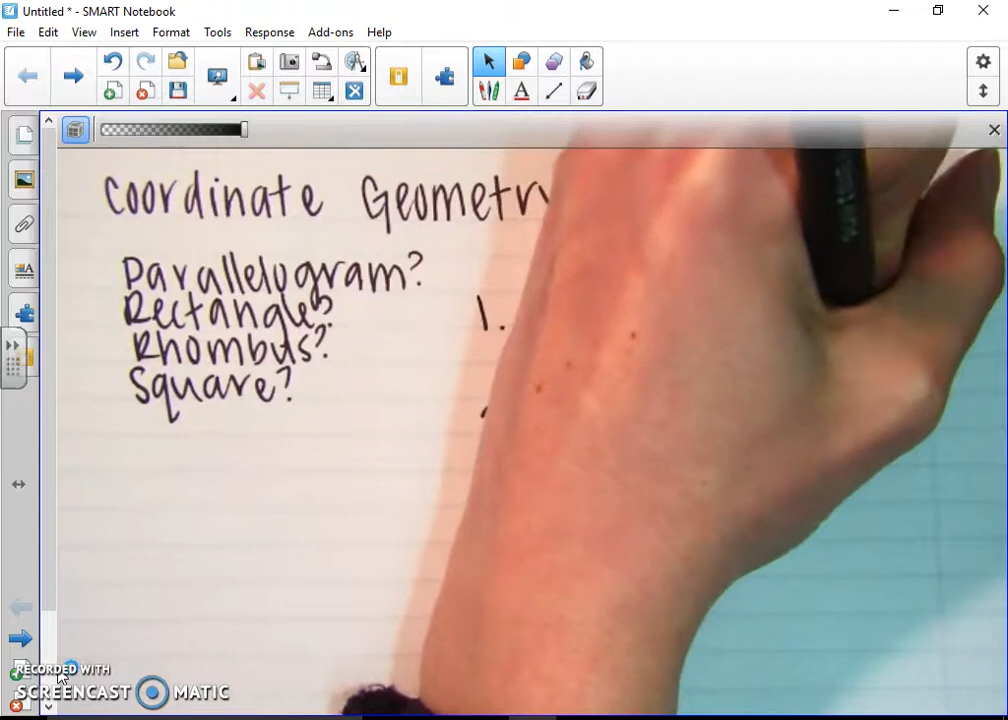 Untitled * - SMART Notebook
File Edit View Insert Format Tools Response Add-ons Help
Coordinate Geometry
Parallelogram?
Rectangle?
1.
Rhombus?
Square?
RECORDED WITH
SCREENCAST MATIC